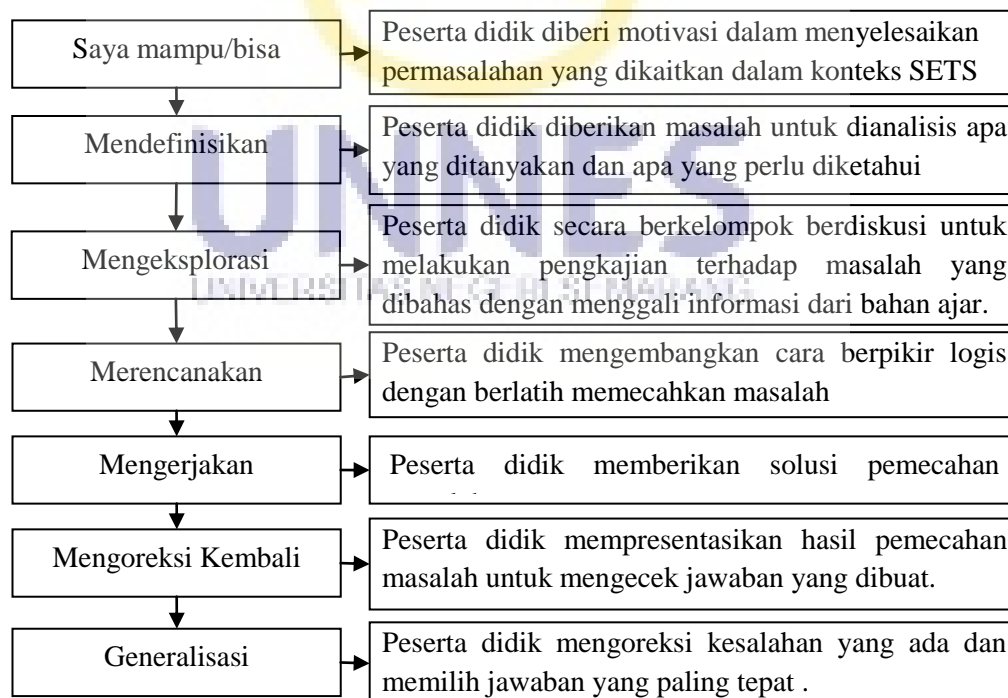 Saya mampu/bisa
Peserta didik diberi motivasi dalam menyelesaikan
permasalahan yang dikaitkan dalam konteks SETS
Mendefinisikan
Peserta didik diberikan masalah untuk dianalisis apa
yang ditanyakan dan apa yang perlu diketahui
UNNES
UNIVERSITAS NEGERI SEMARANG
Mengeksplorasi
Peserta didik secara berkelompok berdiskusi untuk
melakukan pengkajian terhadap masalah yang
dibahas dengan menggali informasi dari bahan ajar.
Merencanakan
Peserta didik mengembangkan cara berpikir logis
dengan berlatih memecahkan masalah
Mengerjakan
Peserta didik memberikan solusi pemecahan
Mengoreksi Kembali
Peserta didik mempresentasikan hasil pemecahan
masalah untuk mengecek jawaban yang dibuat.
Generalisasi
Peserta didik mengoreksi kesalahan yang ada dan
memilih jawaban yang paling tepat .